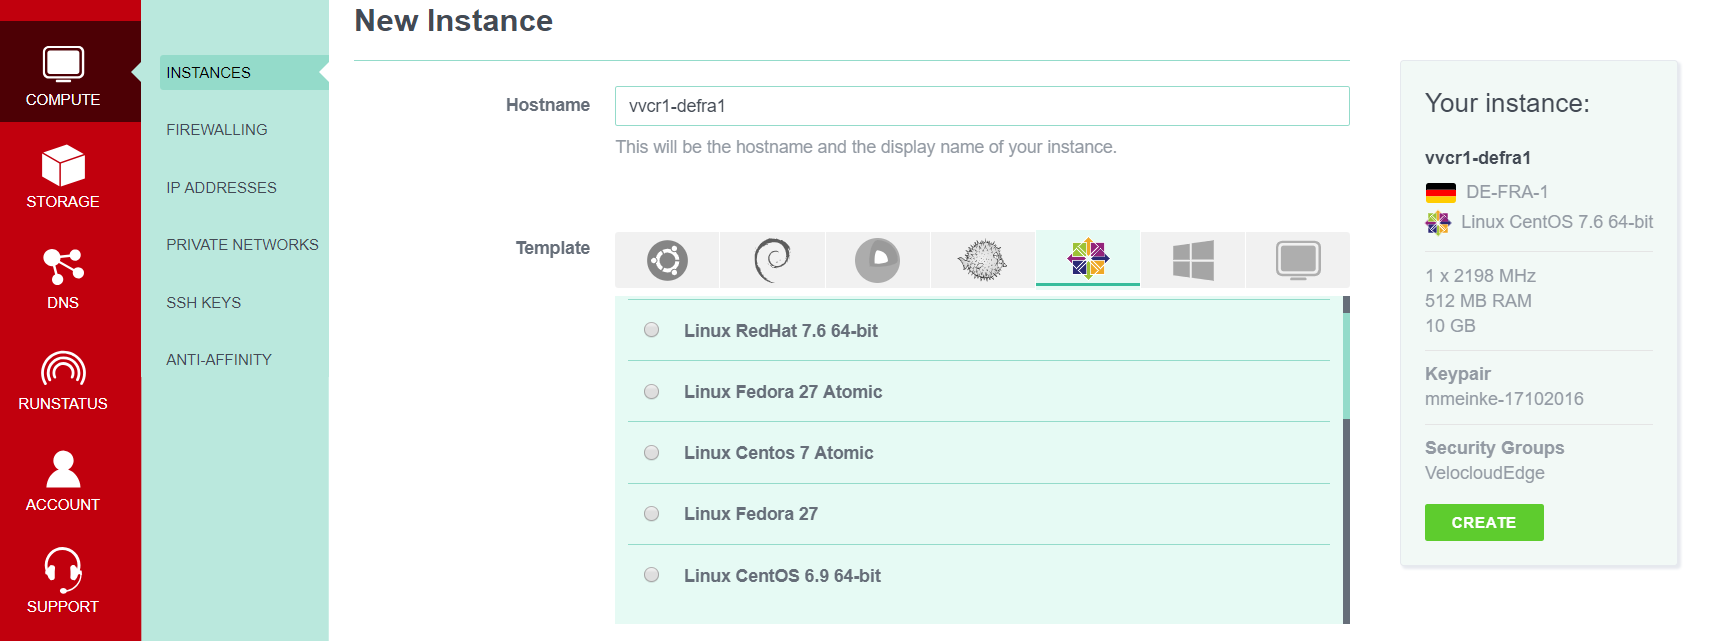 New Instance
COMPUTE
STORAGE
DNS
RUNSTATUS
ACCOUNT
SUPPORT
INSTANCES
FIREWALLING
IP ADDRESSES
PRIVATE NETWORKS
SSH KEYS
ANTI-AFFINITY
Hostname
vvcr1-defra1
This will be the hostname and the display name of your instance.
Template
Linux RedHat 7.6 64-bit
Linux Fedora 27 Atomic
Linux Centos 7 Atomic
Linux Fedora 27
Linux CentOS 6.9 64-bit
Your instance:
vvcr1-defra1
DE-FRA-1
Linux CentOS 7.6 64-bit
1 x 2198 MHz
512 MB RAM
10 GB
Keypair
mmeinke-17102016
Security Groups
VelocloudEdge
CREATE